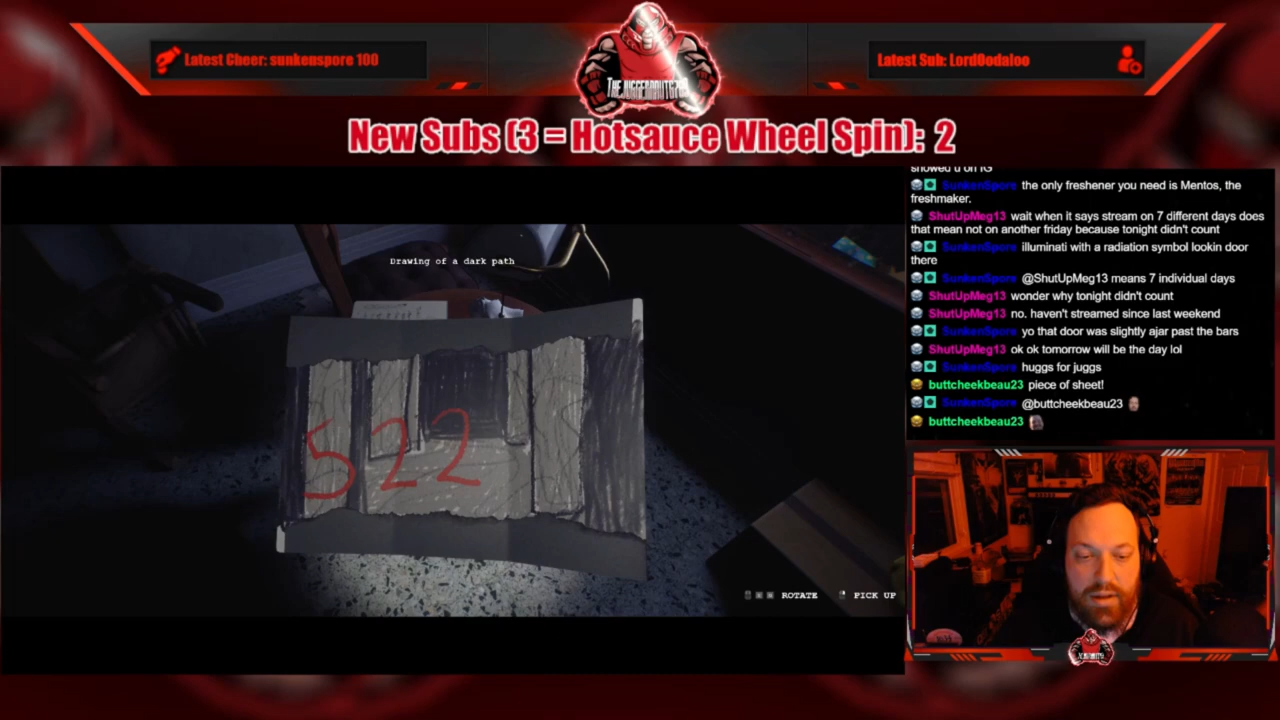 Latest Cheer: sunkenspore 100
Latest Sub: LordOodaloo
New Subs (3 = Hotsauce Wheel Spin): 2
showed u on IG
SunkenSpore the only freshener you need is Mentos, the
freshmaker.
ShutUpMeg13 wait when it says stream on 7 different days does
that mean not on another friday because tonight didn't count
SunkenSpore illuminati with a radiation symbol lookin door
there
SunkenSpore @ShutUpMeg13 means 7 individual days
ShutUpMeg13 wonder why tonight didn't count
ShutUpMeg13 no. haven't streamed since last weekend
SunkenSpore yo that door was slightly ajar past the bars
ShutUpMeg13 ok ok tomorrow will be the day lol
SunkenSpore huggs for juggs
buttcheekbeau23 piece of sheet!
SunkenSpore @buttcheekbeau23
buttcheekbeau23
Drawing of a dark path
522
ROTATE PICK UP